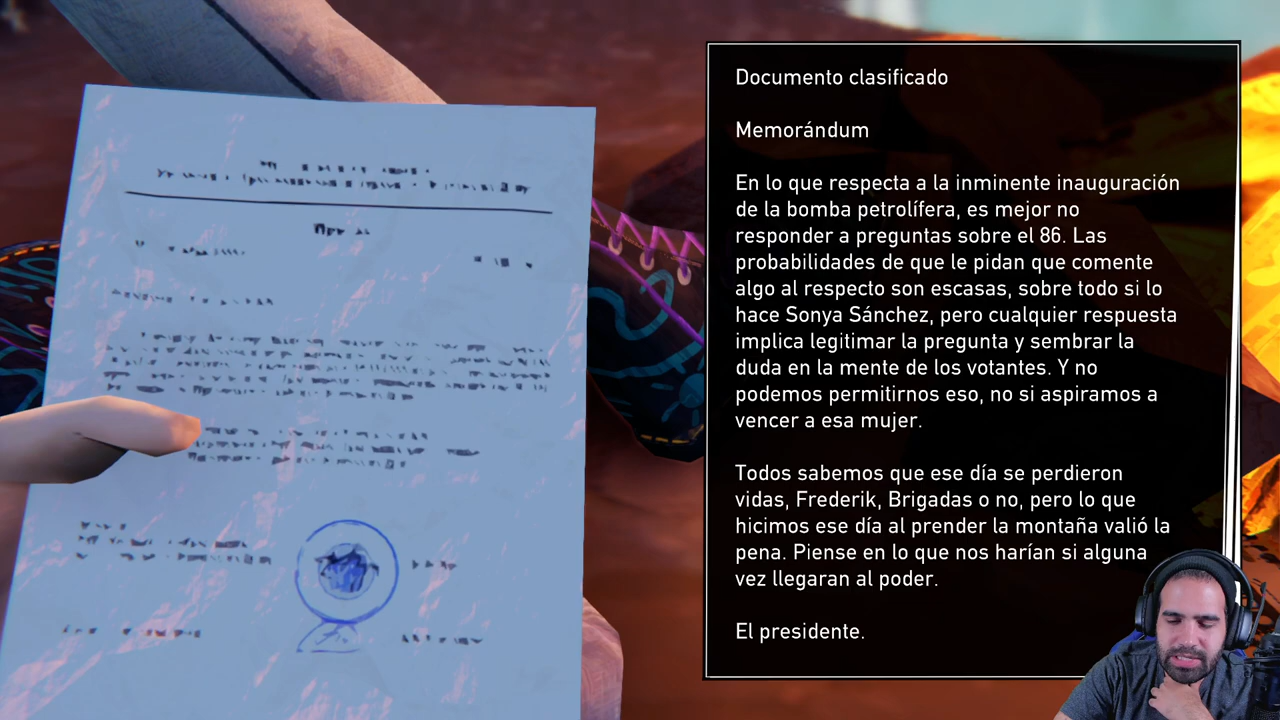 Documento clasificado
Memorándum
En lo que respecta a la inminente inauguración
de la bomba petrolífera, es mejor no
responder a preguntas sobre el 86. Las
probabilidades de que le pidan que comente
algo al respecto son escasas, sobre todo si lo
hace Sonya Sánchez, pero cualquier respuesta
implica legitimar la pregunta y sembrar la
duda en la mente de los votantes. Y no
podemos permitirnos eso, no si aspiramos a
vencer a esa mujer.
Todos sabemos que ese día se perdieron
vidas, Frederik, Brigadas o no, pero lo que
hicimos ese día al prender la montaña valió la
pena. Piense en lo que nos harían si alguna
vez llegaran al poder.
El presidente.